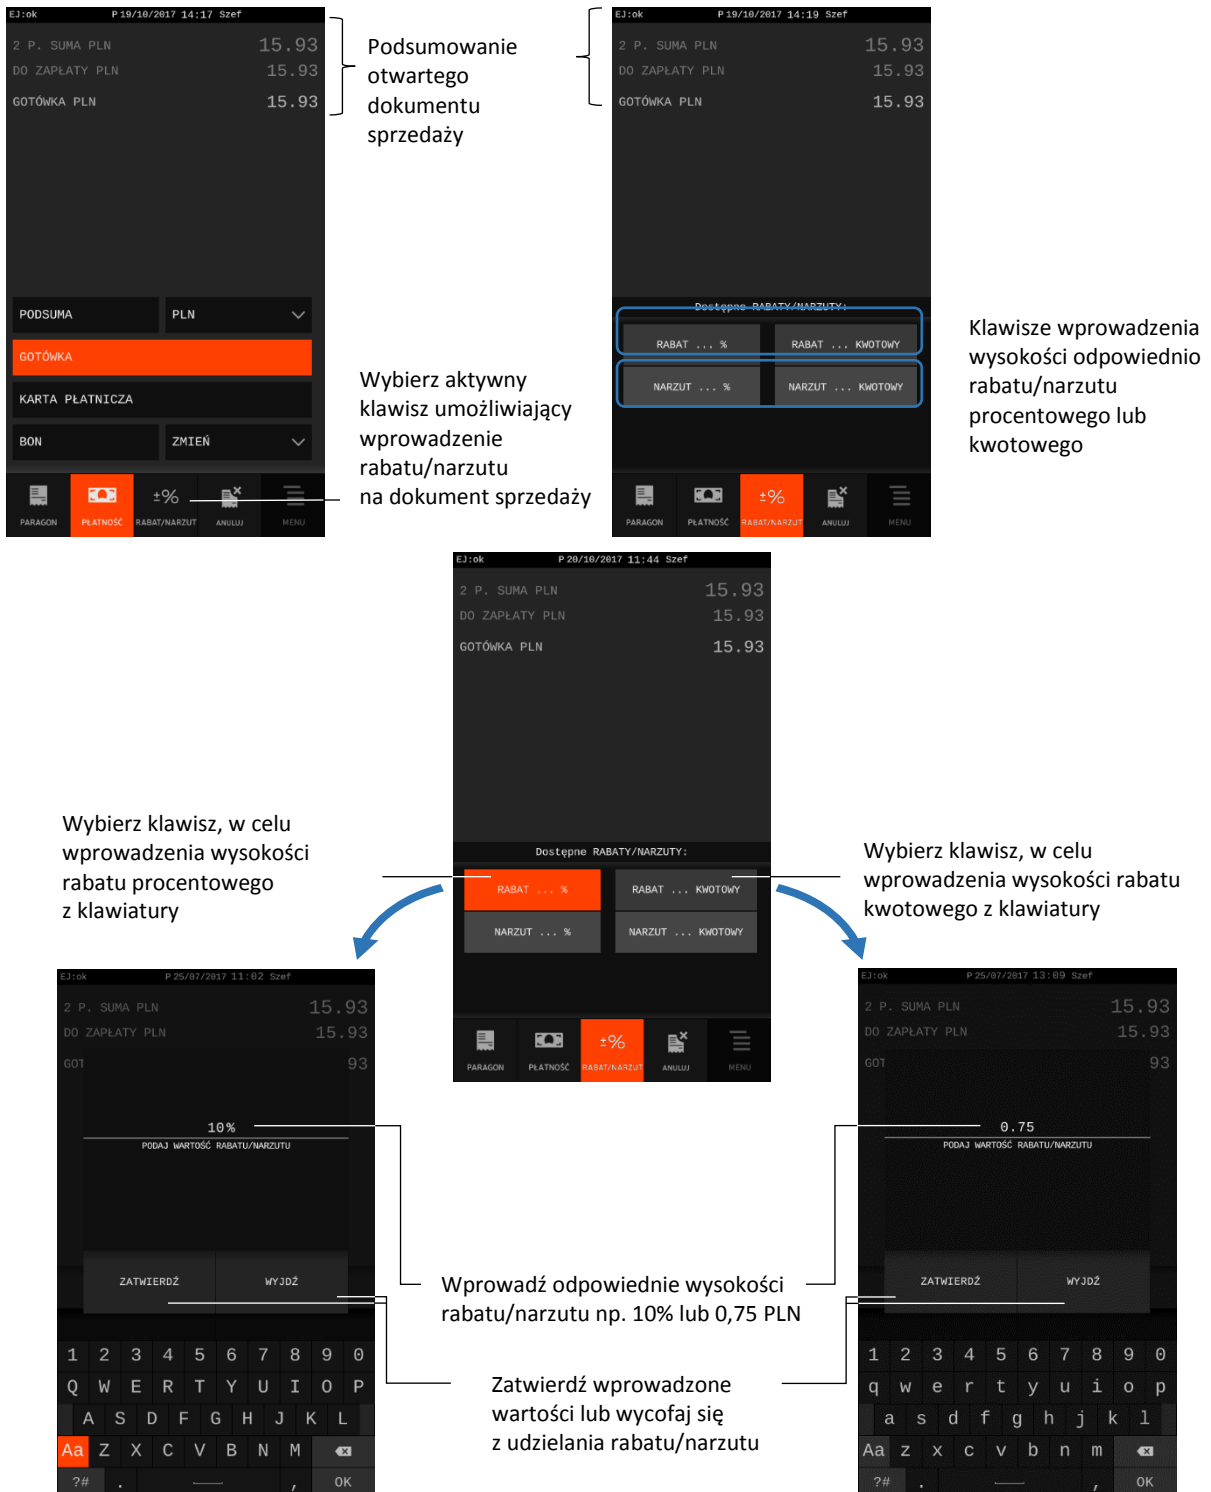 EJ:ok P 19/10/2017 14:17 Szef
2 P. SUMA PLN 15.93
DO ZAPŁATY PLN 15.93
GOTÓWKA PLN 15.93
PODSUMA PLN
GOTÓWKA
KARTA PŁATNICZA
BON ZMIEŃ
±%
PARAGON PŁATNOŚĆ RABAT/NARZUT ANULUJ MENU
Podsumowanie
otwartego
dokumentu
sprzedaży
Wybierz aktywny
klawisz umożliwiający
wprowadzenie
rabatu/narzutu
na dokument sprzedaży
EJ:ok P 19/10/2017 14:19 Szef
2 P. SUMA PLN 15.93
DO ZAPŁATY PLN 15.93
GOTÓWKA PLN 15.93
Dostępne RABATY/NARZUTY:
RABAT ... % RABAT ... KWOTOWY
NARZUT ... % NARZUT ... KWOTOWY
±%
PARAGON PŁATNOŚĆ RABAT/NARZUT ANULUJ MENU
Klawisze wprowadzenia
wysokości odpowiednio
rabatu/narzutu
procentowego lub
kwotowego
EJ:ok P 20/10/2017 11:44 Szef
2 P. SUMA PLN 15.93
DO ZAPŁATY PLN 15.93
GOTÓWKA PLN 15.93
Dostępne RABATY/NARZUTY:
RABAT ... % RABAT ... KWOTOWY
NARZUT ... % NARZUT ... KWOTOWY
±%
PARAGON PŁATNOŚĆ RABAT/NARZUT ANULUJ MENU
Wybierz klawisz, w celu
wprowadzenia wysokości
rabatu procentowego
z klawiatury
Wybierz klawisz, w celu
wprowadzenia wysokości rabatu
kwotowego z klawiatury
EJ:ok P 25/07/2017 11:02 Szef
2 P. SUMA PLN 15.93
DO ZAPŁATY PLN 15.93
GOT 93
10%
PODAJ WARTOŚĆ RABATU/NARZUTU
ZATWIERDŹ WYJDŹ
1 2 3 4 5 6 7 8 9 0
Q W E R T Y U I O P
A S D F G H J K L
Aa Z X C V B N M
?# . , OK
Wprowadź odpowiednie wysokości
rabatu/narzutu np. 10% lub 0,75 PLN
Zatwierdź wprowadzone
wartości lub wycofaj się
z udzielania rabatu/narzutu
EJ:ok P 25/07/2017 13:09 Szef
2 P. SUMA PLN 15.93
DO ZAPŁATY PLN 15.93
GOT 93
0.75
PODAJ WARTOŚĆ RABATU/NARZUTU
ZATWIERDŹ WYJDŹ
1 2 3 4 5 6 7 8 9 0
q w e r t y u i o p
a s d f g h j k l
Aa z x c v b n m
?# . , OK